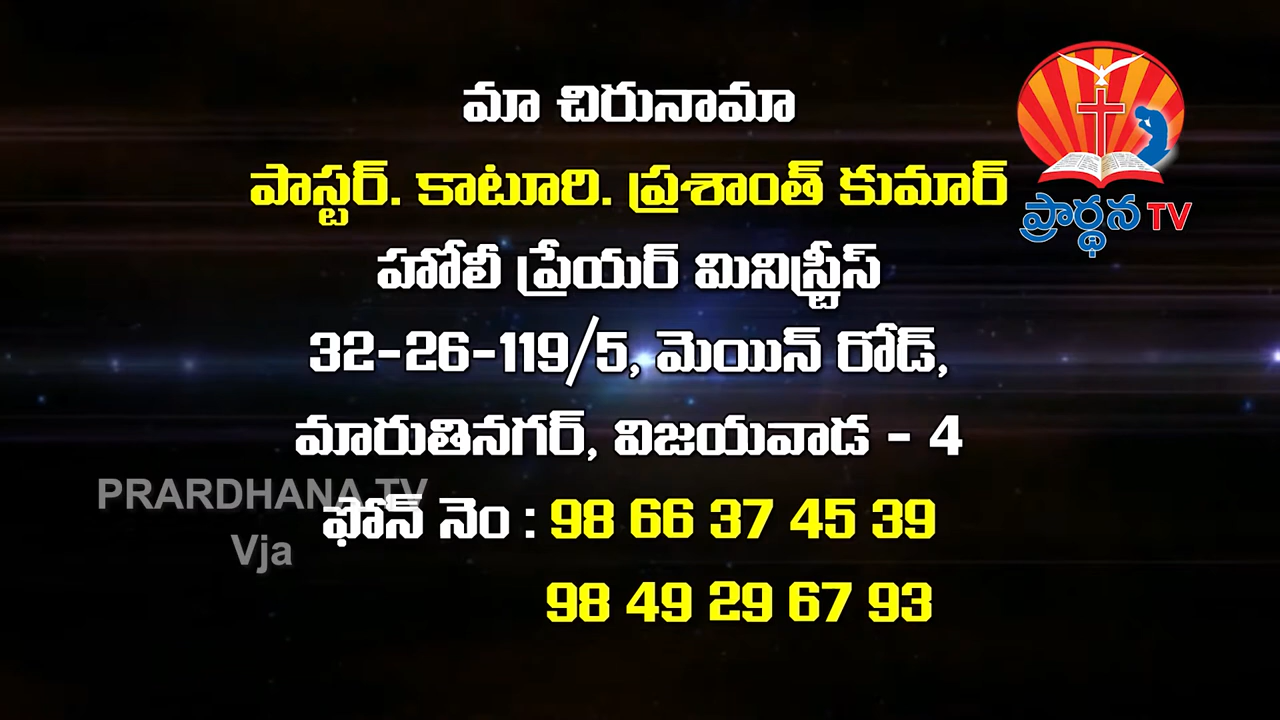 మా చిరునామా
పాస్టర్. కాటూరి. ప్రశాంత్ కుమార్
ప్రార్థన TV
హోలీ ప్రేయర్ మినిస్ట్రీస్
32-26-119/5, మెయిన్ రోడ్,
మారుతినగర్, విజయవాడ - 4
PRARDHANA TV
Vja
ఫోన్ నెం : 98 66 37 45 39
98 49 29 67 93